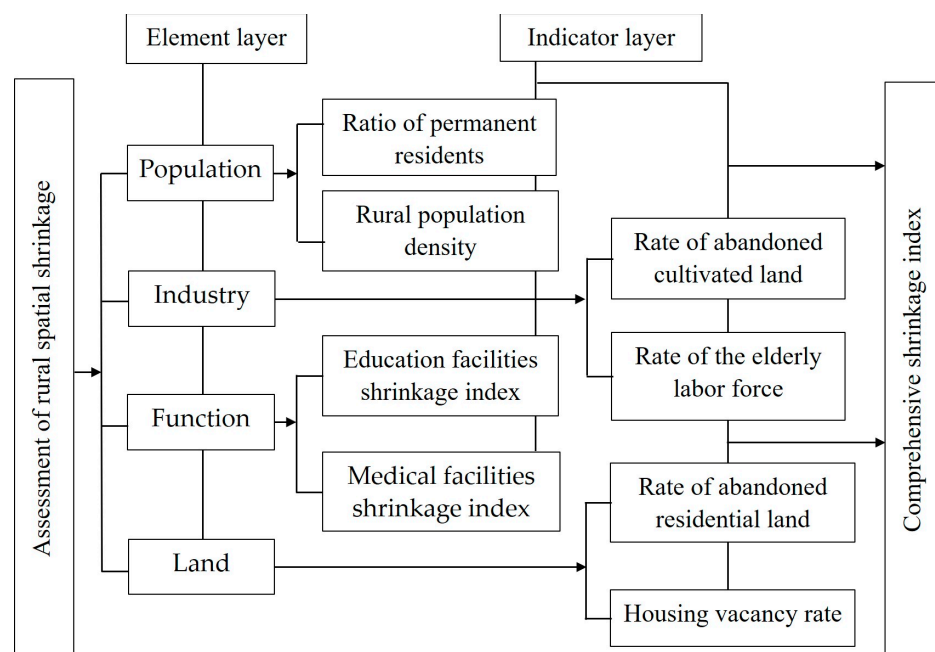 Element layer
Indicator layer
Assessment of rural spatial shrinkage
Population
Ratio of permanent
residents
Rural population
density
Industry
Rate of abandoned
cultivated land
Rate of the elderly
labor force
Function
Education facilities
shrinkage index
Medical facilities
shrinkage index
Land
Rate of abandoned
residential land
Housing vacancy rate
Comprehensive shrinkage index